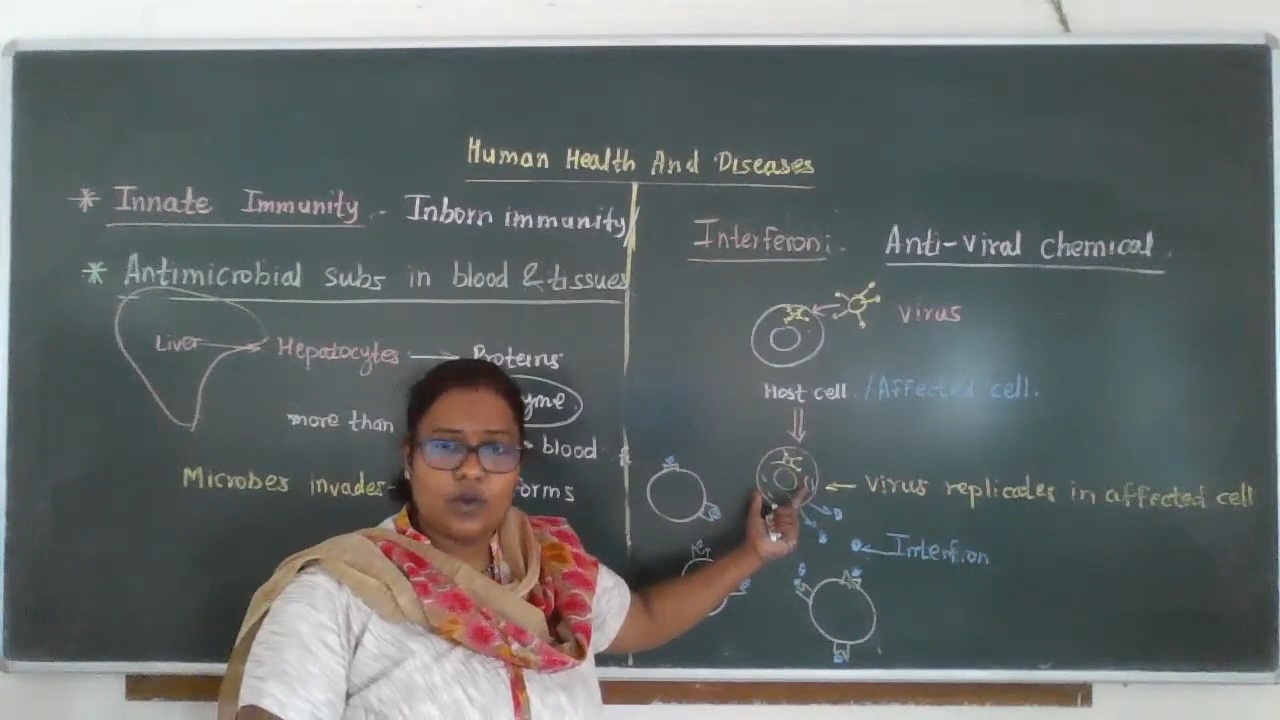 Human Health And Diseases
* Innate Immunity - Inborn immunity
* Antimicrobial subs in blood & tissues
Liver Hepatocytes Proteins
more than
blood
Microbes invades-
Interferon: Anti-Viral Chemical.
virus
Host cell /Affected cell.
virus replicates in affected cell